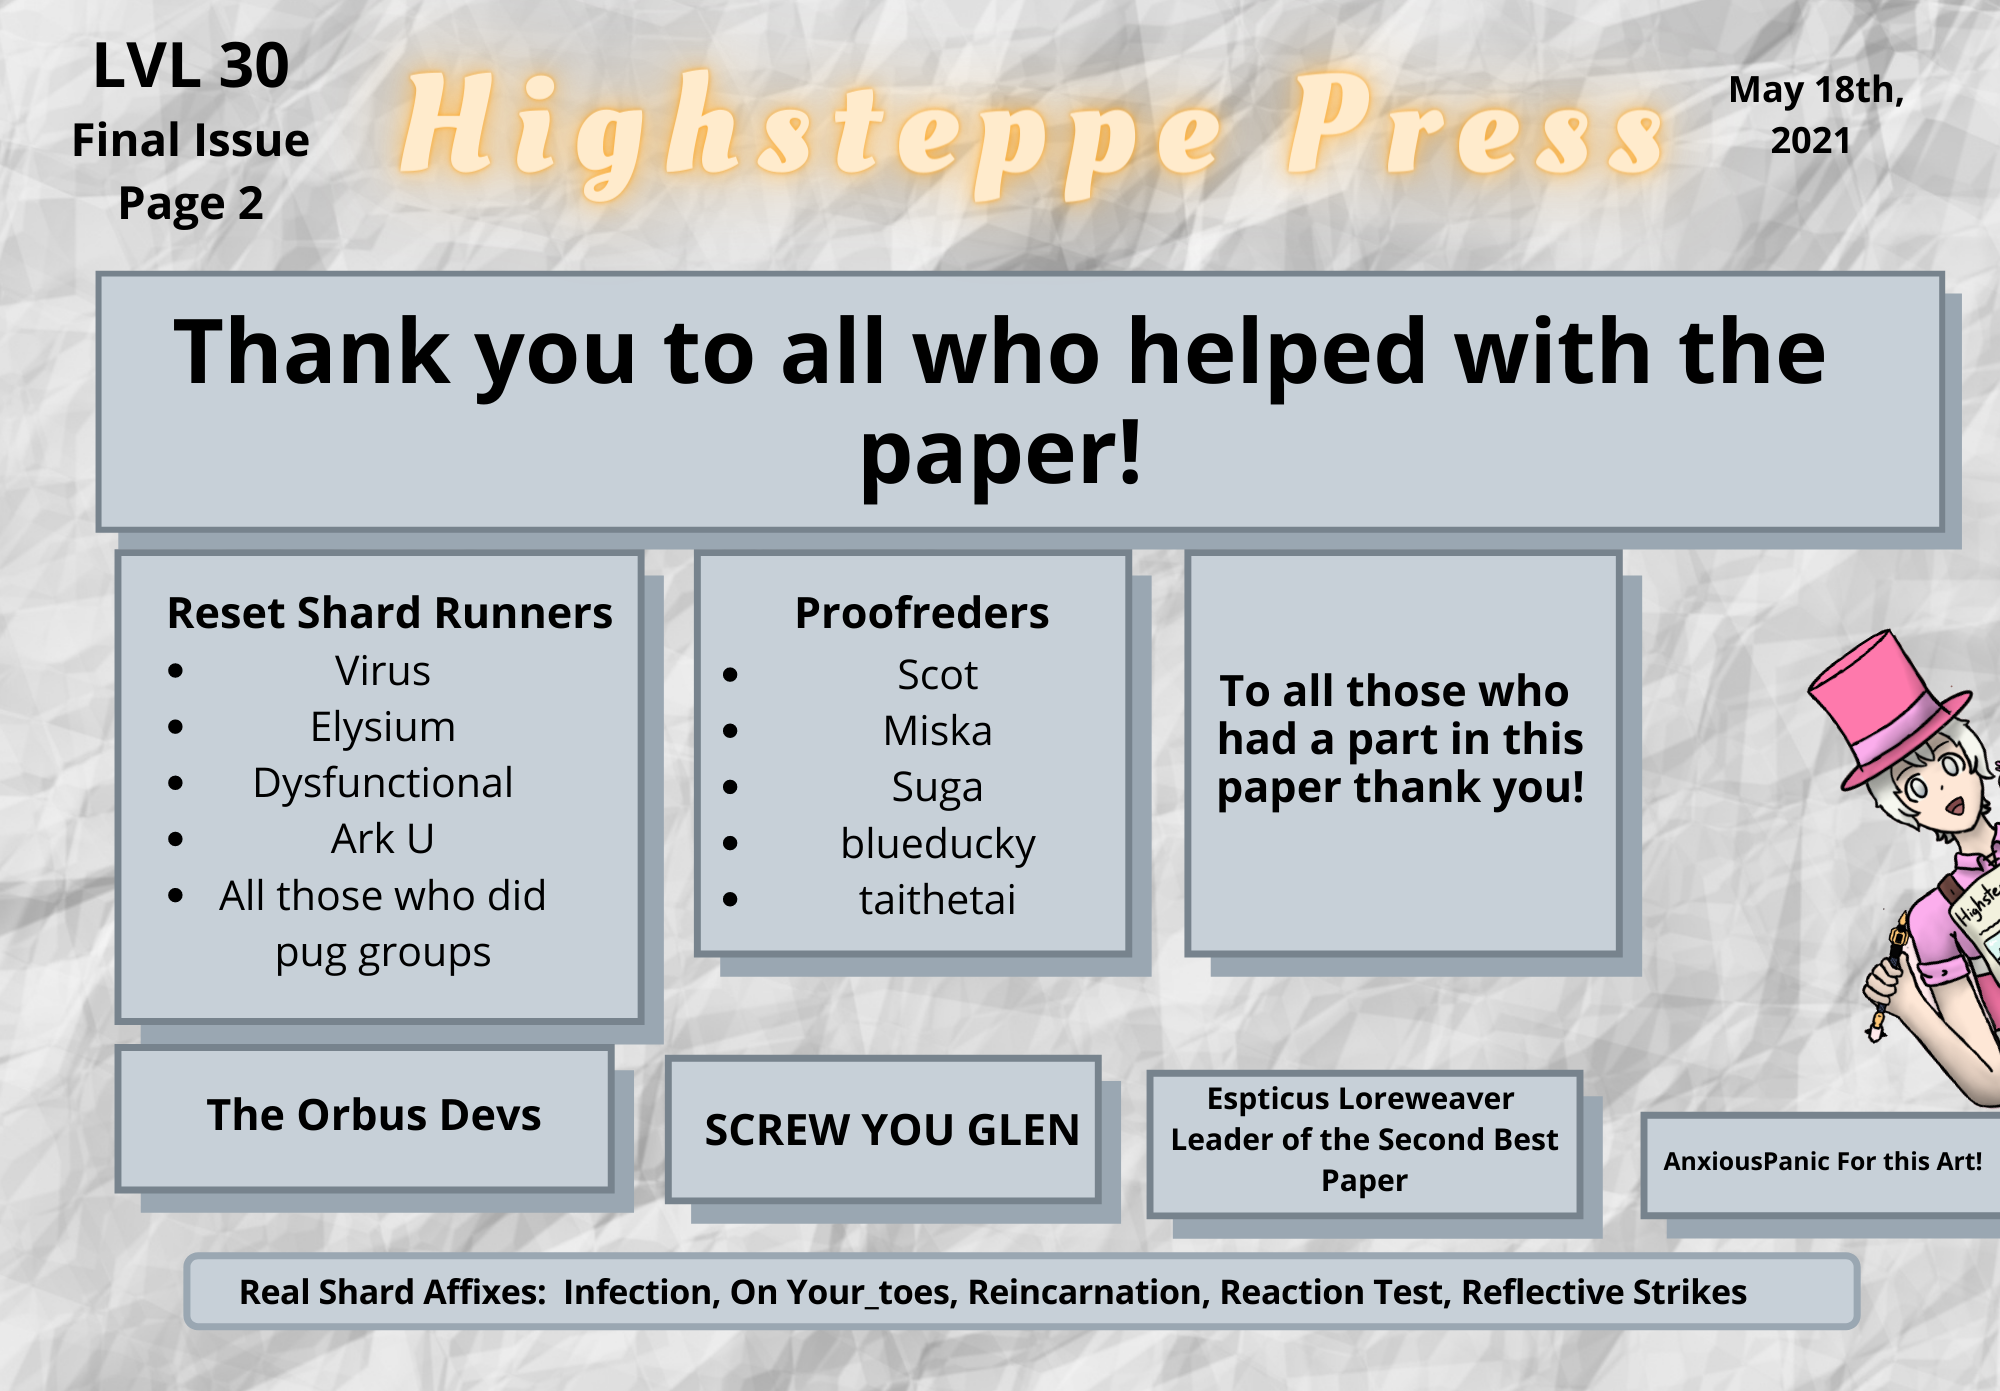 LVL 30
Final Issue
Page 2
Highsteppe Press
May 18th,
2021
Thank you to all who helped with the
paper!
Reset Shard Runners
• Virus
• Elysium
• Dysfunctional
• Ark U
• All those who did
pug groups
Proofreders
• Scot
• Miska
• Suga
• blueducky
• taithetai
To all those who
had a part in this
paper thank you!
The Orbus Devs
SCREW YOU GLEN
Espticus Loreweaver
Leader of the Second Best
Paper
AnxiousPanic For this Art!
Real Shard Affixes: Infection, On Your_toes, Reincarnation, Reaction Test, Reflective Strikes